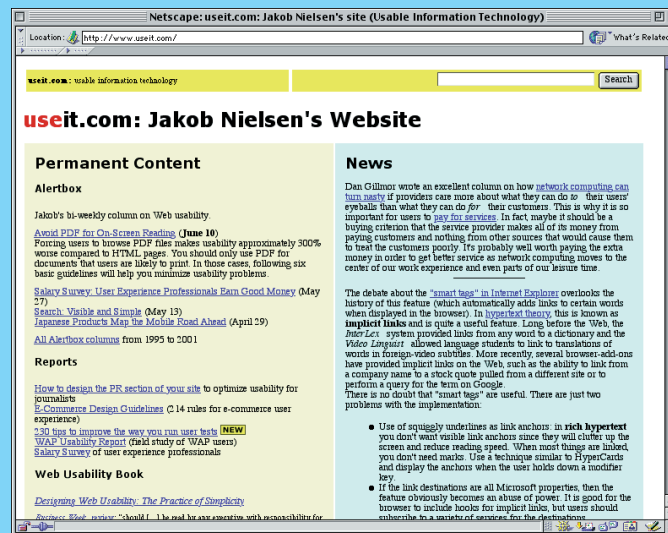 Netscape: useit.com: Jakob Nielsen's site (Usable Information Technology)
Location: http://www.useit.com/
What's Related
useit.com: usable information technology
Search
useit.com: Jakob Nielsen's Website
Permanent Content
Alertbox
Jakob's bi-weekly column on Web usability.
Avoid PDF for On-Screen Reading (June 10)
Forcing users to browse PDF files makes usability approximately 300%
worse compared to HTML pages. You should only use PDF for
documents that users are likely to print. In those cases, following six
basic guidelines will help you minimize usability problems.
Salary Survey: User Experience Professionals Earn Good Money (May
27)
Search: Visible and Simple (May 13)
Japanese Products Map the Mobile Road Ahead (April 29)
All Alertbox columns from 1995 to 2001
Reports
How to design the PR section of your site to optimize usability for
journalists
E-Commerce Design Guidelines (214 rules for e-commerce user
experience)
230 tips to improve the way you run user tests NEW
WAP Usability Report (field study of WAP users)
Salary Survey of user experience professionals
Web Usability Book
Designing Web Usability: The Practice of Simplicity
Business Week review: "should [...] be read by any executive with responsibility for
News
Dan Gillmor wrote an excellent column on how network computing can
turn nasty if providers care more about what they can do to their users'
eyeballs than what they can do for their customers. This is why it is so
important for users to pay for services. In fact, maybe it should be a
buying criterion that the service provider makes all of its money from
paying customers and nothing from other sources that would cause them
to treat the customers poorly. It's probably well worth paying the extra
money in order to get better service as network computing moves to the
center of our work experience and even parts of our leisure time.
The debate about the "smart tags" in Internet Explorer overlooks the
history of this feature (which automatically adds links to certain words
when displayed in the browser). In hypertext theory, this is known as
implicit links and is quite a useful feature. Long before the Web, the
InterLex system provided links from any word to a dictionary and the
Video Linguist allowed language students to link to translations of
words in foreign-video subtitles. More recently, several browser-add-ons
have provided implicit links on the Web, such as the ability to link from
a company name to a stock quote pulled from a different site or to
perform a query for the term on Google.
There is no doubt that "smart tags" are useful. There are just two
problems with the implementation:
● Use of squiggly underlines as link anchors: in rich hypertext
you don't want visible link anchors since they will clutter up the
screen and reduce reading speed. When most things are linked,
you don't need marks. Use a technique similar to HyperCards
and display the anchors when the user holds down a modifier
key.
● If the link destinations are all Microsoft properties, then the
feature obviously becomes an abuse of power. It is good for the
browser to include hooks for implicit links, but users should
subscribe to a variety of services for the destinations.